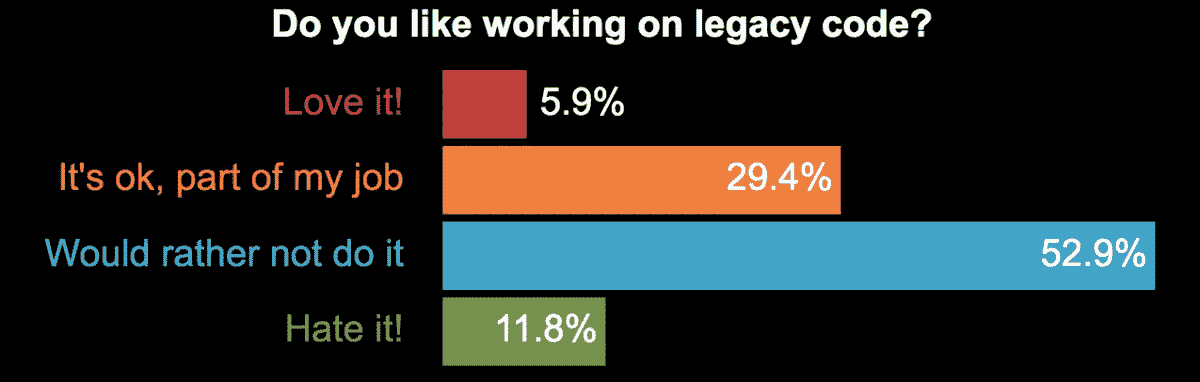 Do you like working on legacy code?
Love it! 5.9%
It's ok, part of my job 29.4%
Would rather not do it 52.9%
Hate it! 11.8%